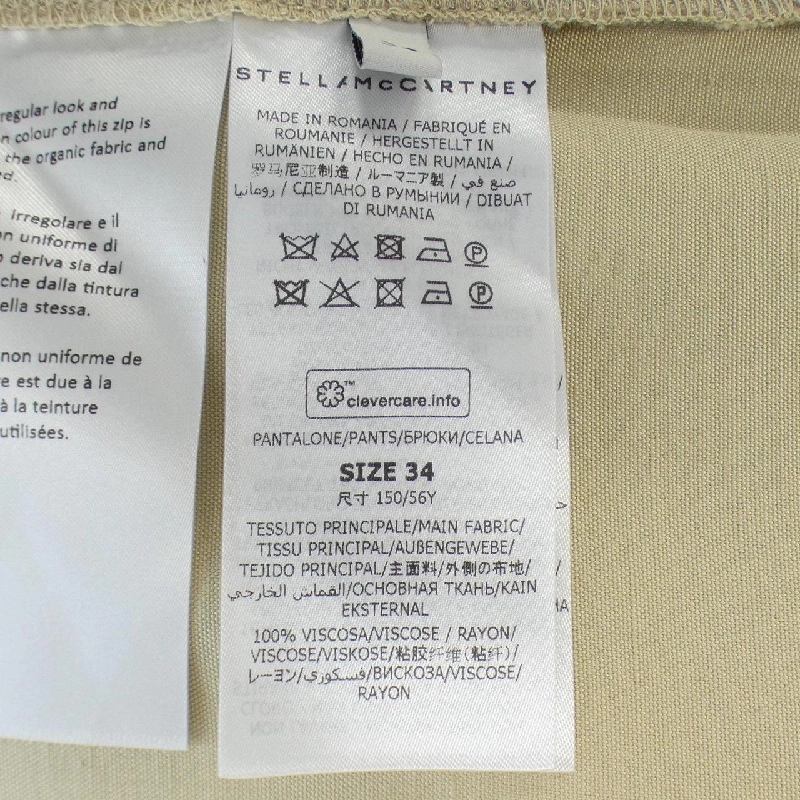 regular look and
colour of this zip is
the organic fabric and
irregolare e il
non uniforme di
deriva sia dal
che dalla tintura
ella stessa.
non uniforme de
e est due à la
à la teinture
utilisées.
STELLA McCARTNEY
MADE IN ROMANIA / FABRIQUÉ EN
ROUMANIE / HERGESTELLT IN
RUMÄNIEN / HECHO EN RUMANIA /
罗马尼亚制造 / ルーマニア製 / صنع في
رومانيا / СДЕЛАНО В РУМЫНИИ / DIBUAT
DI RUMANIA
P
P
™
clevercare.info
PANTALONE/PANTS/БРЮКИ/CELANA
SIZE 34
尺寸 150/56Y
TESSUTO PRINCIPALE/MAIN FABRIC/
TISSU PRINCIPAL/AUßENGEWEBE/
TEJIDO PRINCIPAL/主面料/外側の布地/
القماش الخارجي/ОСНОВНАЯ ТКАНЬ/KAIN
EKSTERNAL
100% VISCOSA/VISCOSE / RAYON/
VISCOSE/VISKOSE/粘胶纤维(粘纤)/
レーヨン/فسكوزي/ВИСКОЗА/VISCOSE/
RAYON